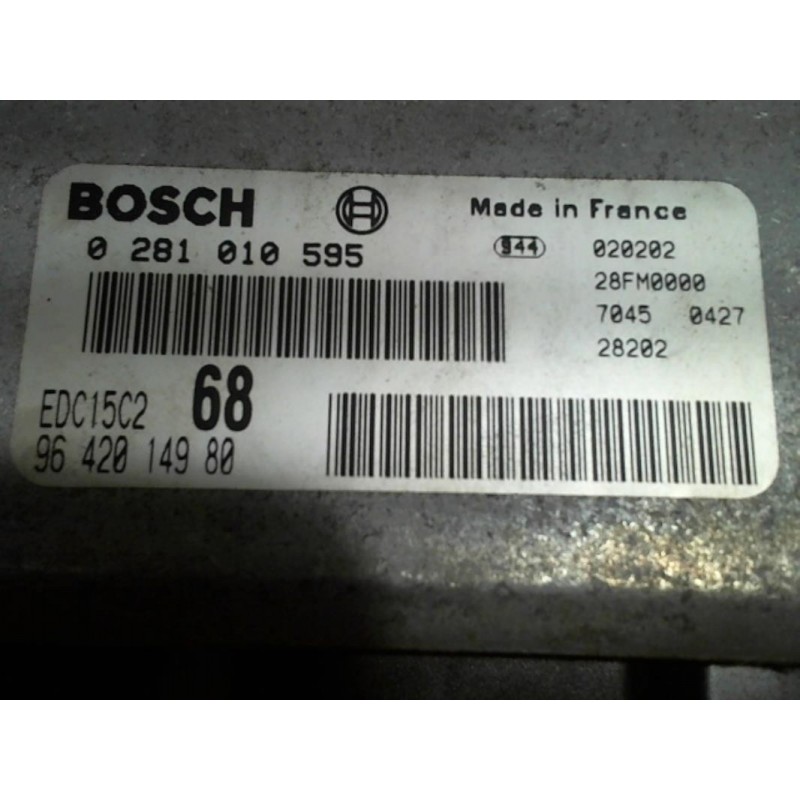 BOSCH Made in France
0 281 010 595 944 020202
28FM0000
7045 0427
28202
EDC15C2 68
96 420 149 80